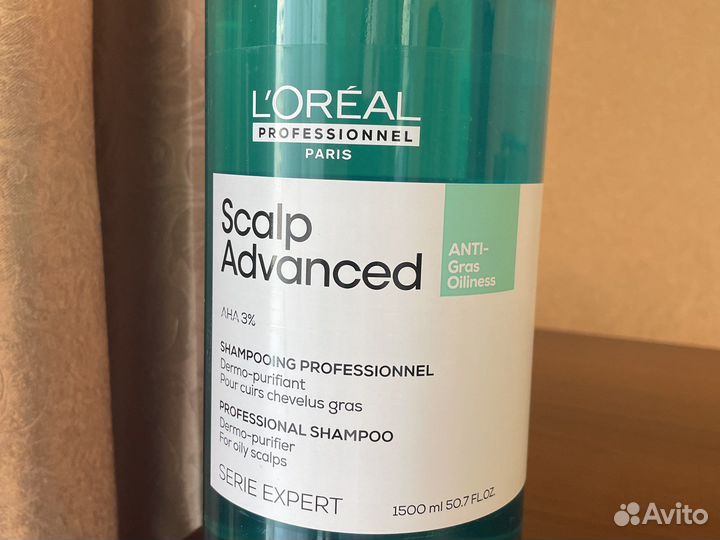 L'ORÉAL
PROFESSIONNEL
PARIS
Scalp
Advanced
ANTI-
Gras
Oiliness
AHA 3%
SHAMPOOING PROFESSIONNEL
Dermo-purifiant
Pour cuirs chevelus gras
PROFESSIONAL SHAMPOO
Dermo-purifier
For oily scalps
SERIE EXPERT
1500 ml 50.7 FL.OZ.
Avito